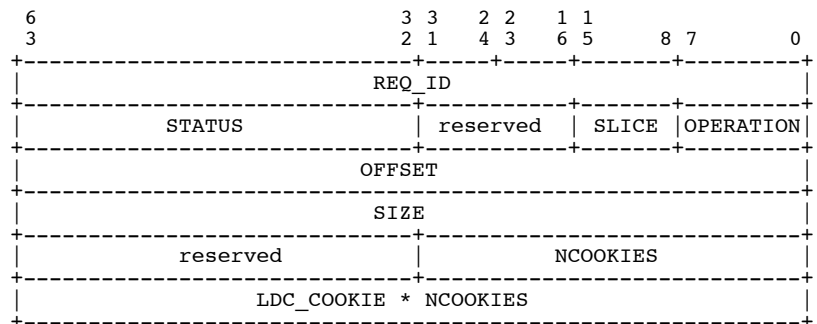 6 3 3 2 2 1 1
3 2 1 4 3 6 5 8 7 0
REQ_ID
STATUS reserved SLICE OPERATION
OFFSET
SIZE
reserved NCOOKIES
LDC_COOKIE * NCOOKIES